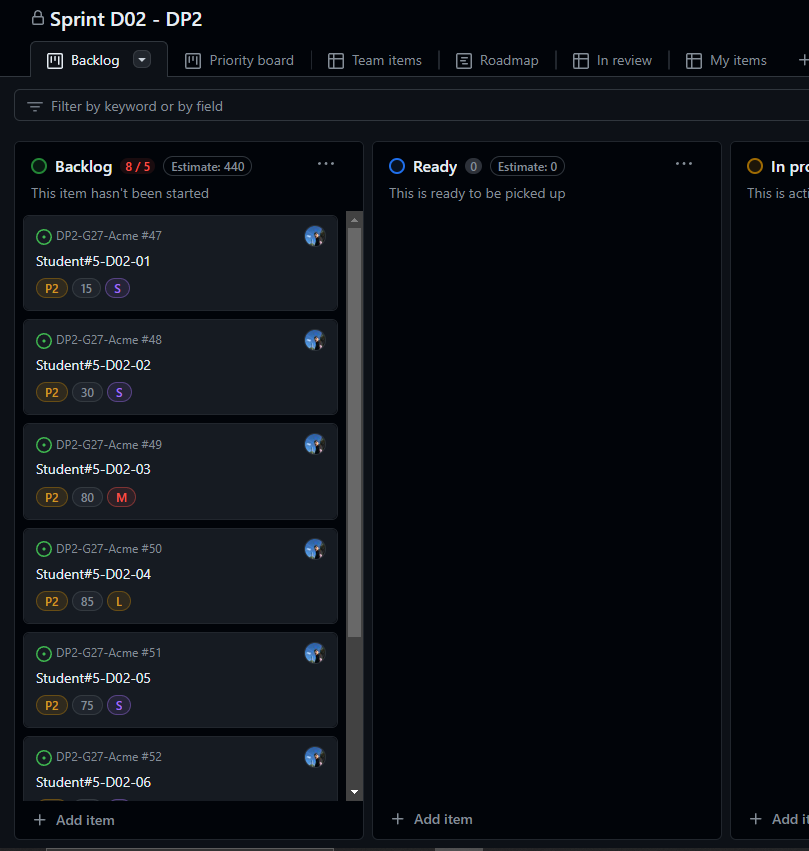 Sprint D02 - DP2
Backlog
Priority board
Team items
Roadmap
In review
My items
Filter by keyword or by field
Backlog 8 / 5 Estimate: 440
This item hasn't been started
DP2-G27-Acme #47
Student#5-D02-01
P2 15 S
DP2-G27-Acme #48
Student#5-D02-02
P2 30 S
DP2-G27-Acme #49
Student#5-D02-03
P2 80 M
DP2-G27-Acme #50
Student#5-D02-04
P2 85 L
DP2-G27-Acme #51
Student#5-D02-05
P2 75 S
DP2-G27-Acme #52
Student#5-D02-06
Add item
Ready 0 Estimate: 0
This is ready to be picked up
Add item
In pro
This is acti
Add it